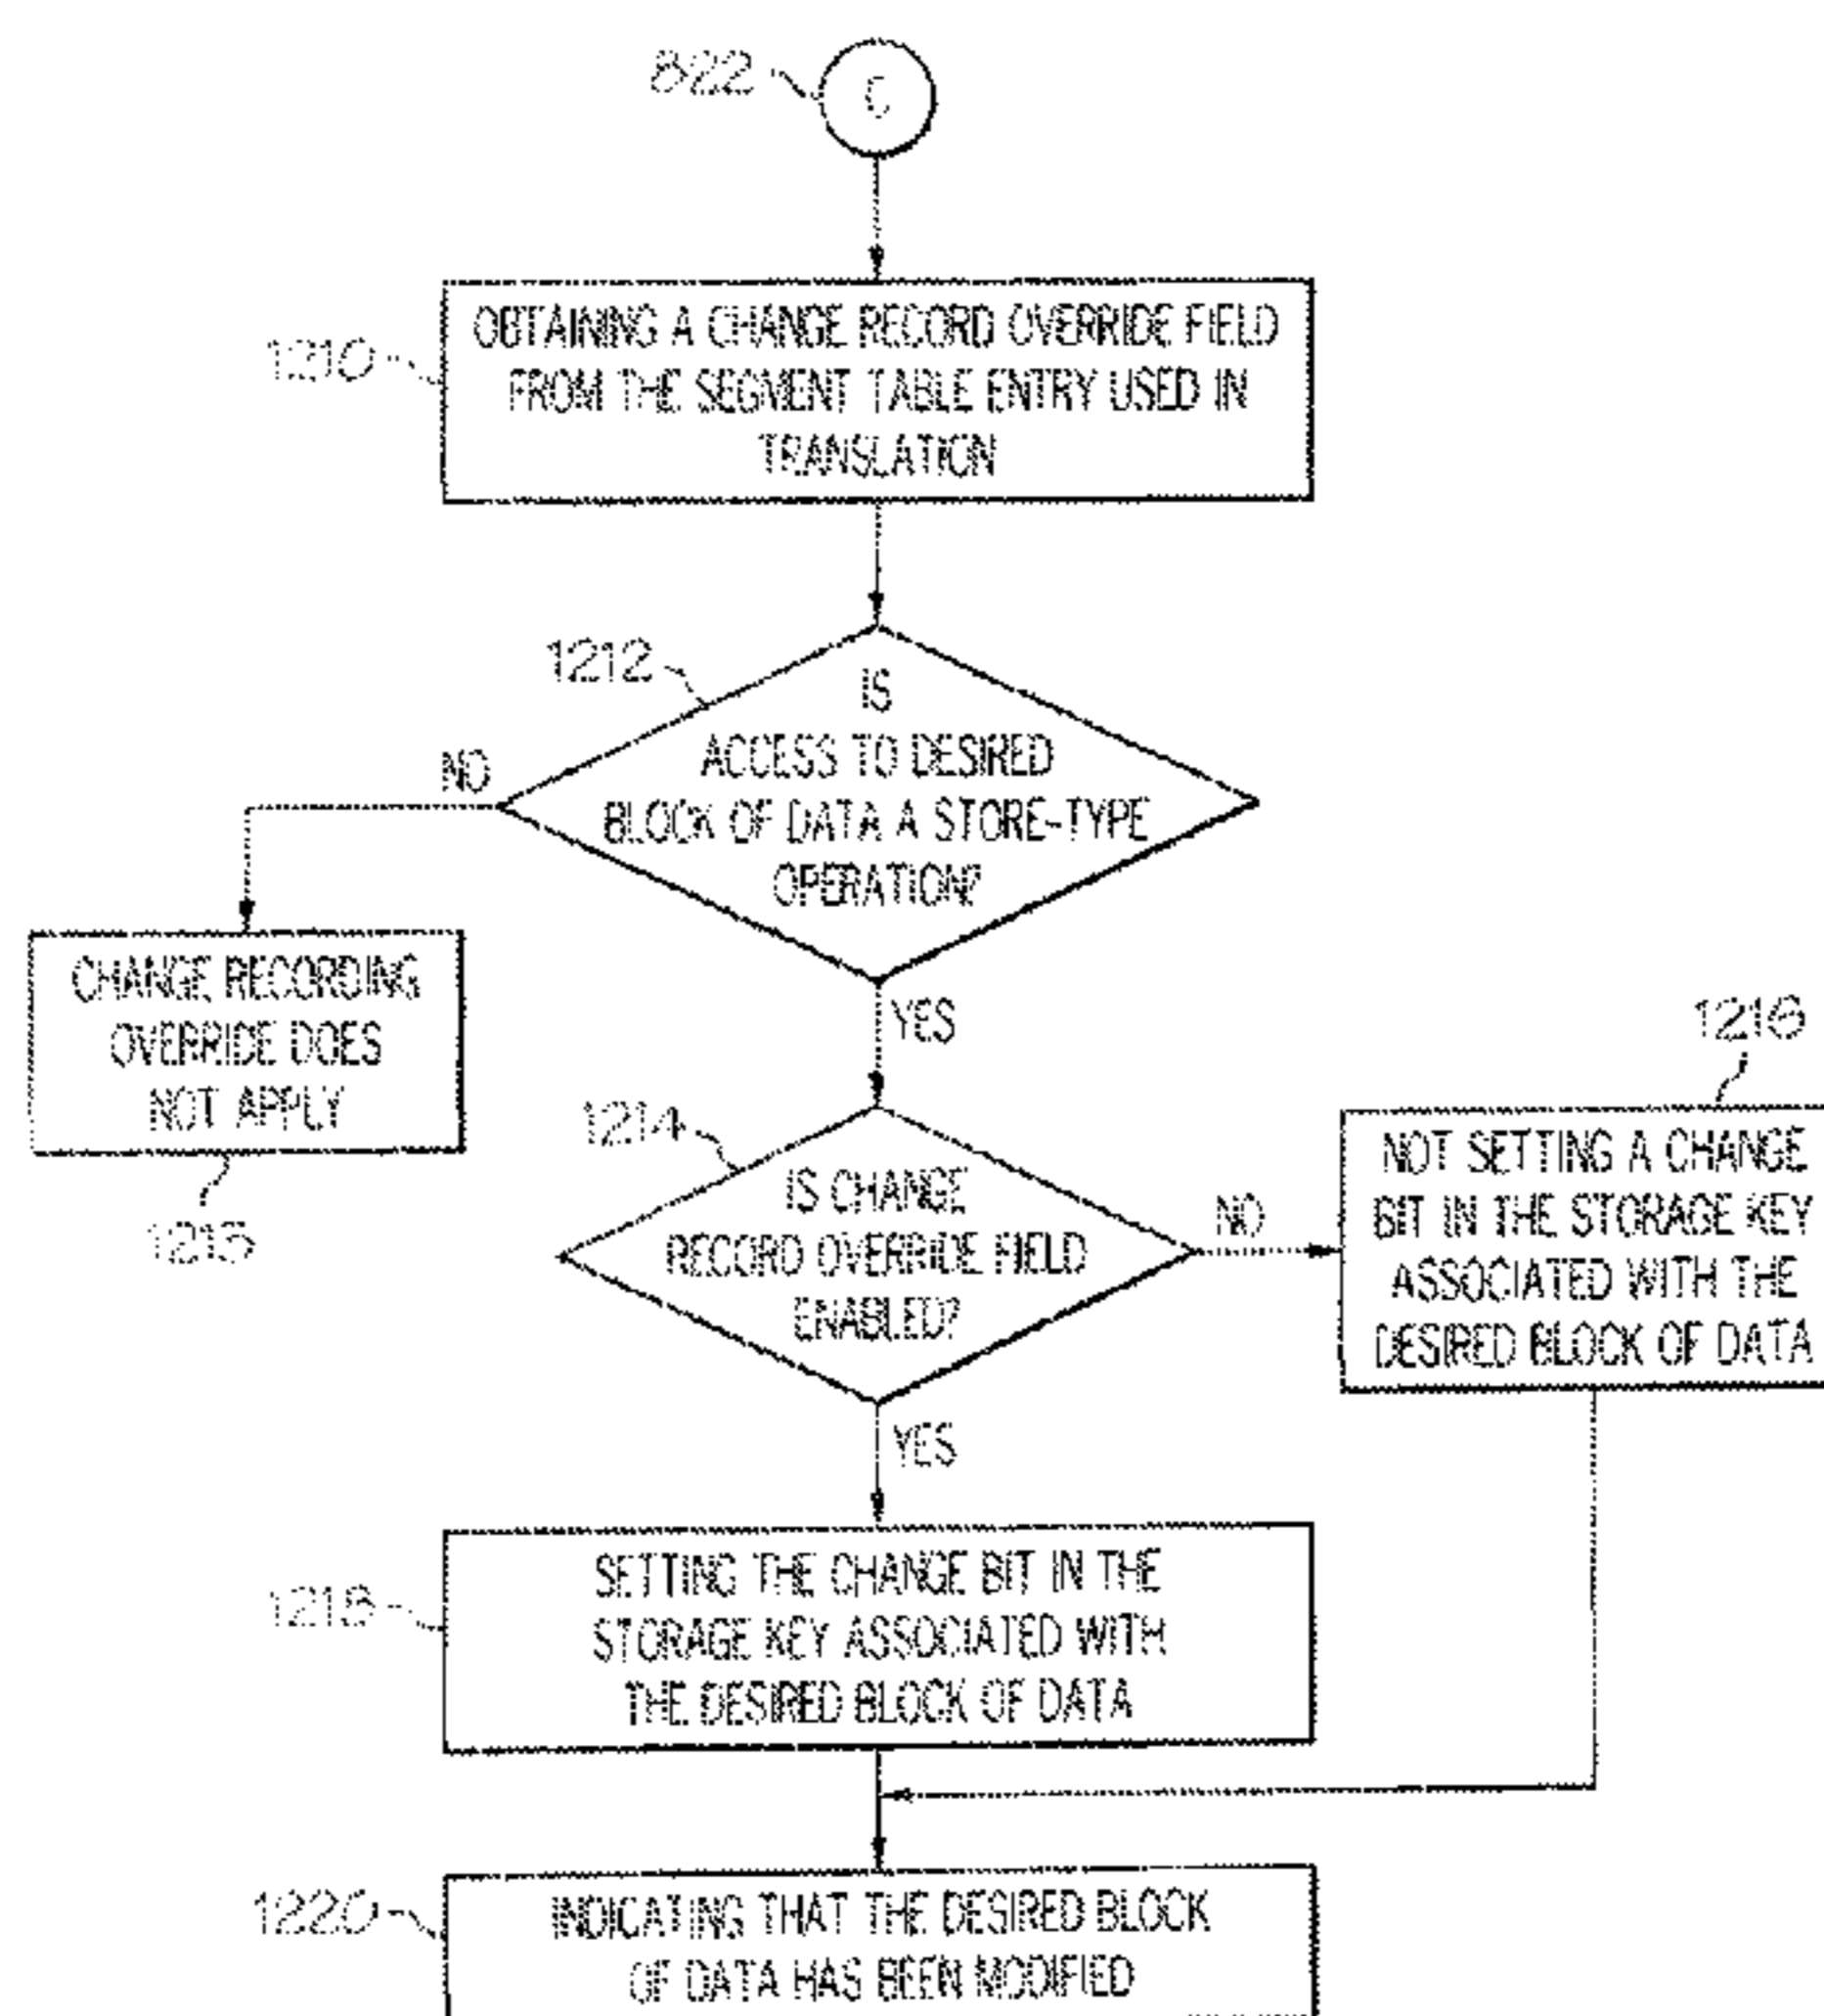 822
C
1210
OBTAINING A CHANGE RECORD OVERRIDE FIELD
FROM THE SEGMENT TABLE ENTRY USED IN
TRANSLATION
1212
IS
ACCESS TO DESIRED
BLOCK OF DATA A STORE-TYPE
OPERATION?
NO
CHANGE RECORDING
OVERRIDE DOES
NOT APPLY
1215
YES
1214
IS CHANGE
RECORD OVERRIDE FIELD
ENABLED?
NO
1216
NOT SETTING A CHANGE
BIT IN THE STORAGE KEY
ASSOCIATED WITH THE
DESIRED BLOCK OF DATA
YES
1218
SETTING THE CHANGE BIT IN THE
STORAGE KEY ASSOCIATED WITH
THE DESIRED BLOCK OF DATA
1220
INDICATING THAT THE DESIRED BLOCK
OF DATA HAS BEEN MODIFIED